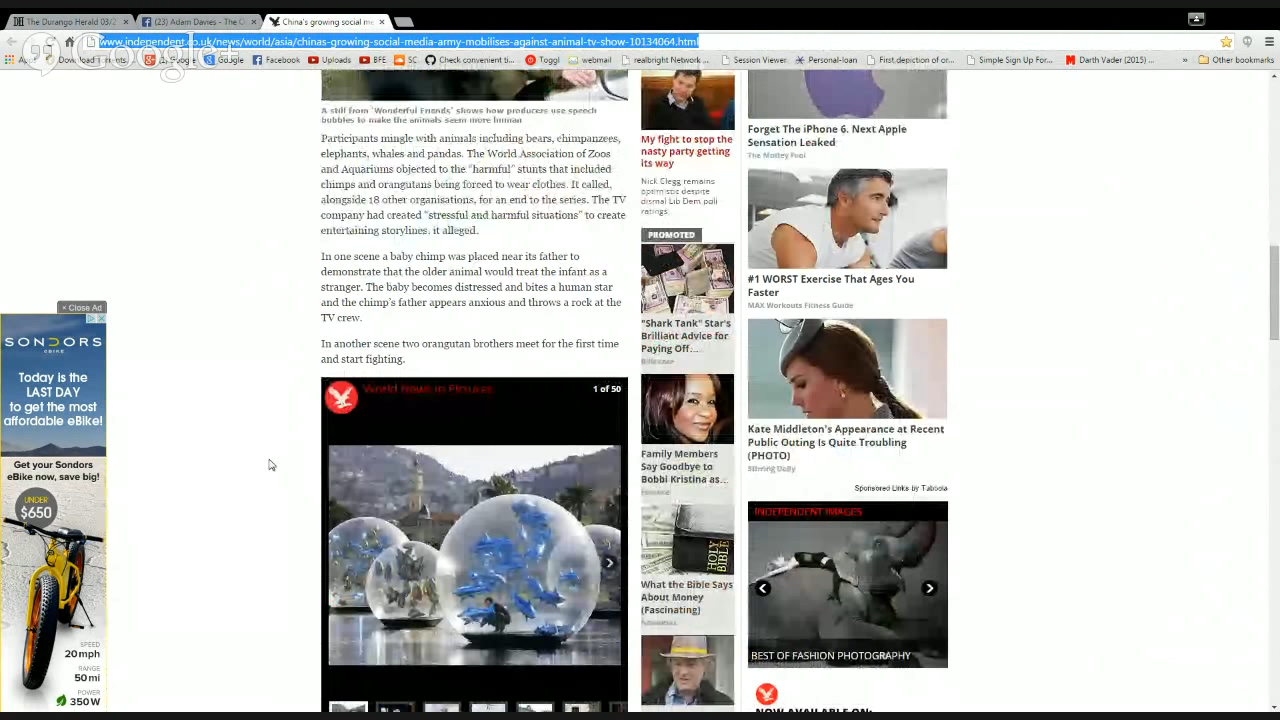 The Durango Herald 03/2
(23) Adam Davies - The O
China's growing social me
www.independent.co.uk/news/world/asia/chinas-growing-social-media-army-mobilises-against-animal-tv-show-10134064.html
Google+
Download Torrents
Google
Facebook
Uploads
BFE
SC
Check convenient ti...
Toggl
webmail
realbright Network...
Session Viewer
Personal-loan
First depiction of or...
Simple Sign Up For...
Darth Vader (2015) ...
»
Other bookmarks
A still from 'Wonderful Friends' shows how producers use speech
bubbles to make the animals seem more human
Participants mingle with animals including bears, chimpanzees,
elephants, whales and pandas. The World Association of Zoos
and Aquariums objected to the "harmful" stunts that included
chimps and orangutans being forced to wear clothes. It called,
alongside 18 other organisations, for an end to the series. The TV
company had created "stressful and harmful situations" to create
entertaining storylines, it alleged.
In one scene a baby chimp was placed near its father to
demonstrate that the older animal would treat the infant as a
stranger. The baby becomes distressed and bites a human star
and the chimp's father appears anxious and throws a rock at the
TV crew.
In another scene two orangutan brothers meet for the first time
and start fighting.
World News in Pictures
1 of 50
× Close Ad
SONDORS
EBIKE
Today is the
LAST DAY
to get the most
affordable eBike!
Get your Sondors
eBike now, save big!
UNDER
$650
SPEED
20mph
RANGE
50mi
POWER
350W
My fight to stop the
nasty party getting
its way
Nick Clegg remains
optimistic despite
dismal Lib Dem poll
ratings
PROMOTED
"Shark Tank" Star's
Brilliant Advice for
Paying Off...
Family Members
Say Goodbye to
Bobbi Kristina as...
HOLY
BIBLE
What the Bible Says
About Money
(Fascinating)
Forget The iPhone 6. Next Apple
Sensation Leaked
The Motley Fool
#1 WORST Exercise That Ages You
Faster
MAX Workouts Fitness Guide
Kate Middleton's Appearance at Recent
Public Outing Is Quite Troubling
(PHOTO)
Stirring Daily
Sponsored Links by Taboola
INDEPENDENT IMAGES
BEST OF FASHION PHOTOGRAPHY
NOW AVAILABLE ON: